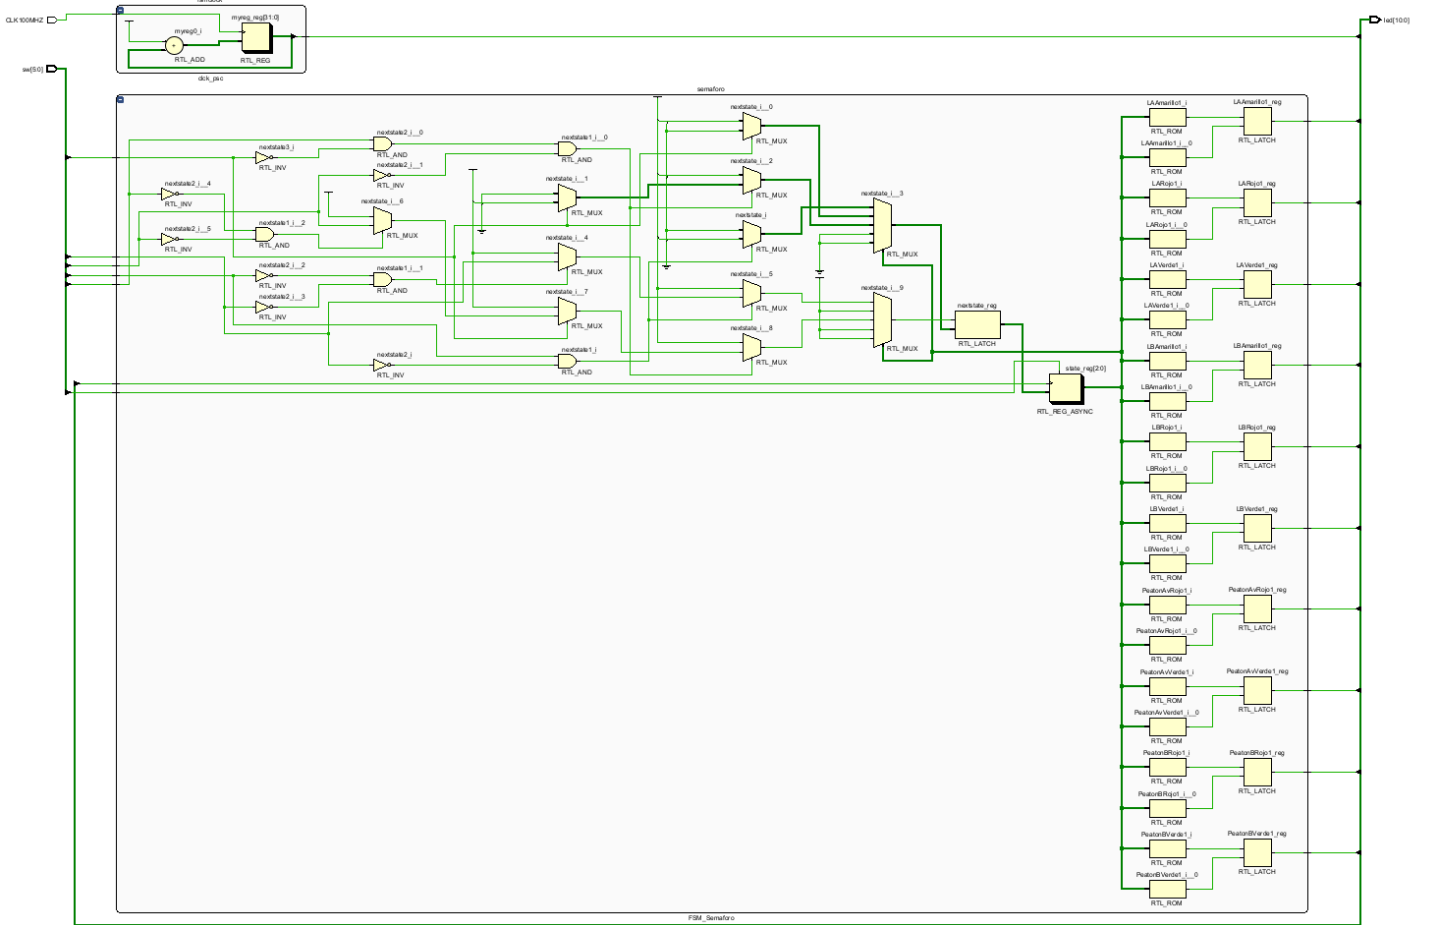 CLK100MHZ
myreg_reg[31:0]
led[10:0]
myreg0_i
RTL_ADD
RTL_REG
sw[5:0]
clck_psc
semaforo
nextstate_i__0
RTL_MUX
nextstate2_i__0
RTL_AND
nextstate3_i
RTL_INV
nextstate1_i__0
RTL_AND
nextstate2_i__1
RTL_INV
nextstate_i__2
RTL_MUX
nextstate2_i__4
RTL_INV
nextstate_i__1
RTL_MUX
nextstate_i__3
RTL_MUX
nextstate_i__6
RTL_MUX
nextstate1_i__2
RTL_AND
nextstate2_i__5
RTL_INV
nextstate_i
RTL_MUX
nextstate_i__4
RTL_MUX
nextstate2_i__2
RTL_INV
nextstate1_i__1
RTL_AND
nextstate_i__5
RTL_MUX
nextstate_i__9
RTL_MUX
nextstate2_i__3
RTL_INV
nextstate_i__7
RTL_MUX
nextstate_reg
RTL_LATCH
nextstate_i__8
RTL_MUX
nextstate2_i
RTL_INV
nextstate1_i
RTL_AND
state_reg[2:0]
RTL_REG_ASYNC
LAAmarillo1_i
RTL_ROM
LAAmarillo1_reg
RTL_LATCH
LAAmarillo1_i__0
RTL_ROM
LARojo1_i
RTL_ROM
LARojo1_reg
RTL_LATCH
LARojo1_i__0
RTL_ROM
LAVerde1_i
RTL_ROM
LAVerde1_reg
RTL_LATCH
LAVerde1_i__0
RTL_ROM
LBAmarillo1_i
RTL_ROM
LBAmarillo1_reg
RTL_LATCH
LBAmarillo1_i__0
RTL_ROM
LBRojo1_i
RTL_ROM
LBRojo1_reg
RTL_LATCH
LBRojo1_i__0
RTL_ROM
LBVerde1_i
RTL_ROM
LBVerde1_reg
RTL_LATCH
LBVerde1_i__0
RTL_ROM
PeatonAvRojo1_i
RTL_ROM
PeatonAvRojo1_reg
RTL_LATCH
PeatonAvRojo1_i__0
RTL_ROM
PeatonAvVerde1_i
RTL_ROM
PeatonAvVerde1_reg
RTL_LATCH
PeatonAvVerde1_i__0
RTL_ROM
PeatonBRojo1_i
RTL_ROM
PeatonBRojo1_reg
RTL_LATCH
PeatonBRojo1_i__0
RTL_ROM
PeatonBVerde1_i
RTL_ROM
PeatonBVerde1_reg
RTL_LATCH
PeatonBVerde1_i__0
RTL_ROM
FSM_Semaforo